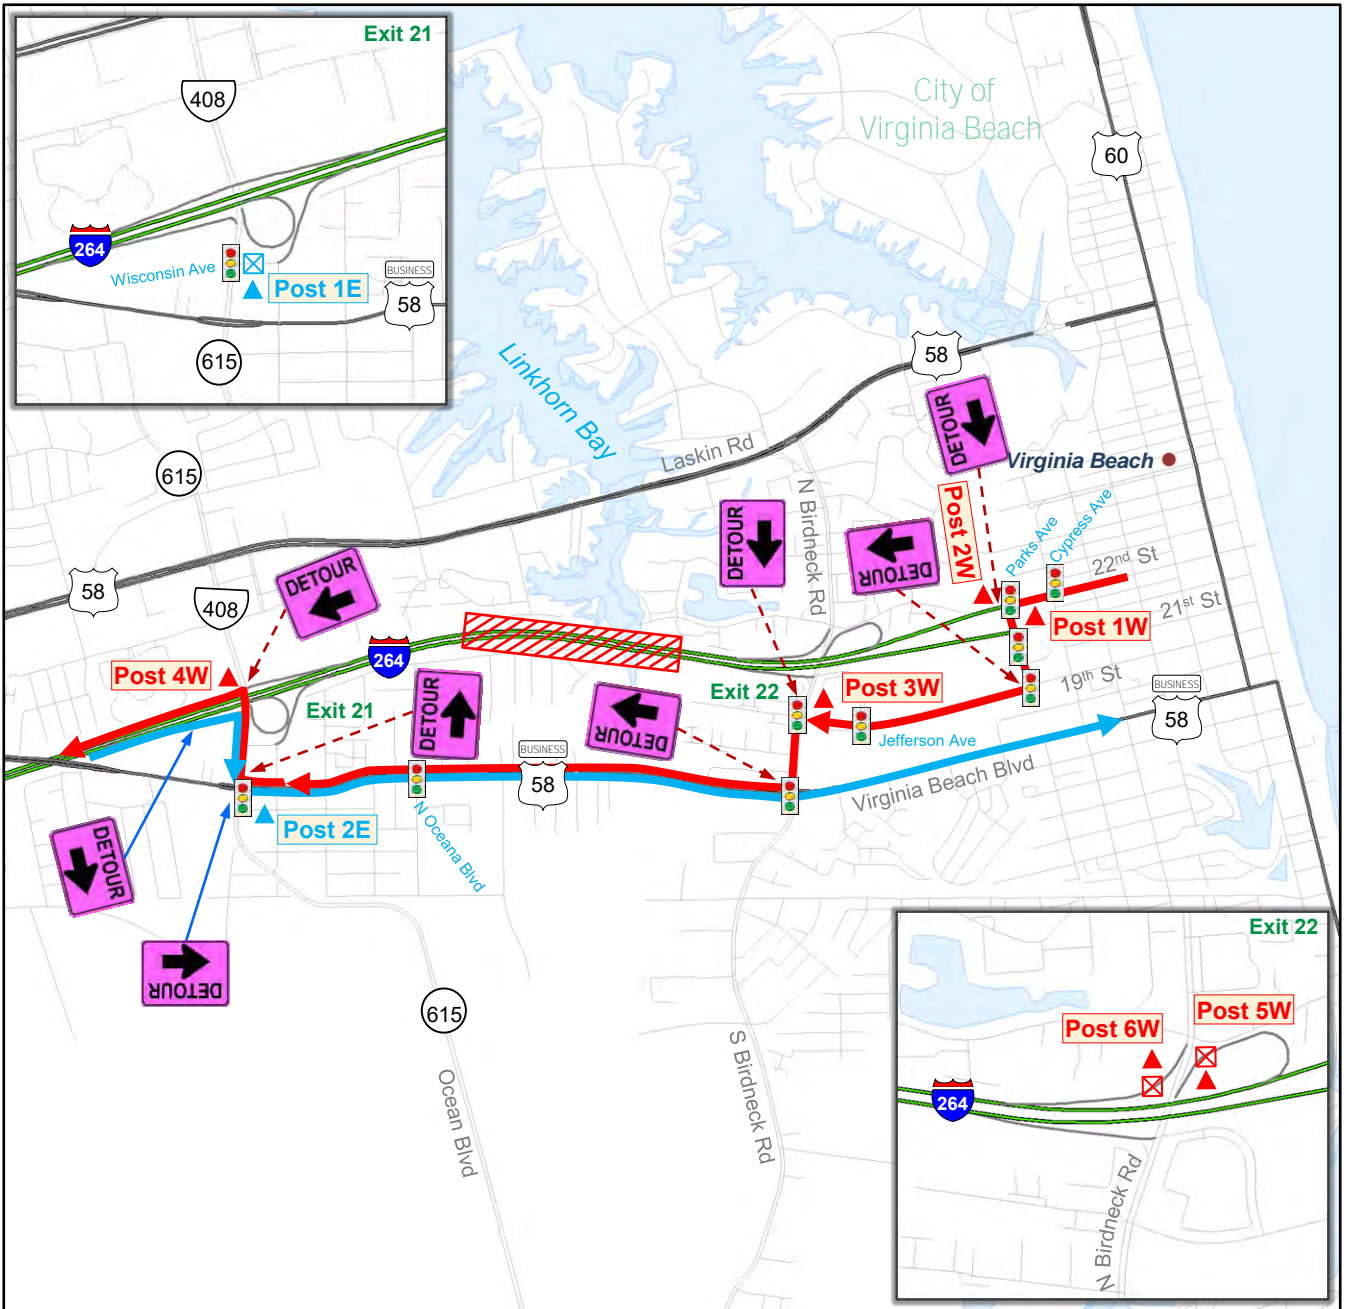 Exit 21
408
264
Wisconsin Ave
Post 1E
BUSINESS
58
615
City of
Virginia Beach
60
Linkhorn Bay
58
Laskin Rd
DETOUR
Virginia Beach
615
N Birdneck Rd
DETOUR
DETOUR
Post 2W
Parks Ave
Cypress Ave
22nd St
21st St
58
408
DETOUR
264
Post 1W
Post 4W
Exit 21
DETOUR
DETOUR
Exit 22
Post 3W
19th St
BUSINESS
58
Jefferson Ave
BUSINESS
58
Virginia Beach Blvd
Post 2E
N Oceana Blvd
DETOUR
DETOUR
615
Ocean Blvd
S Birdneck Rd
Exit 22
Post 6W
Post 5W
264
N Birdneck Rd